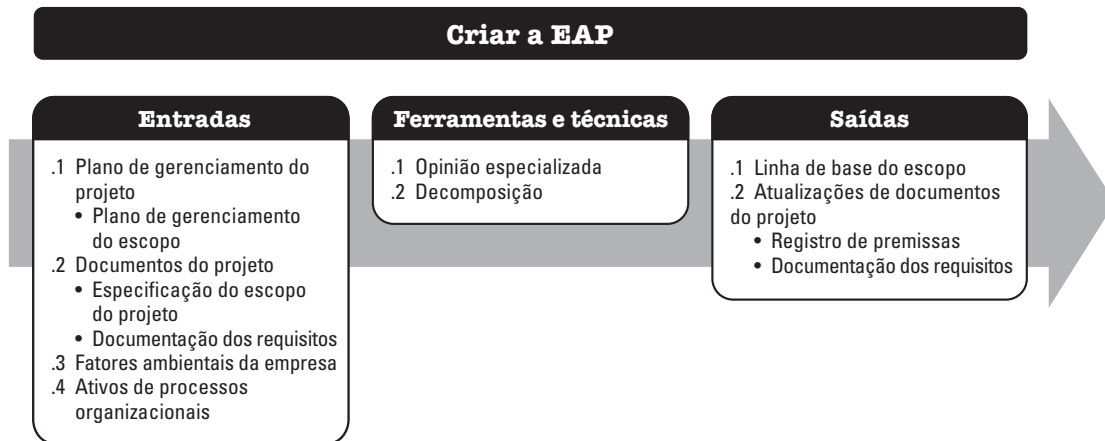 Criar a EAP
Entradas
.1 Plano de gerenciamento do
projeto
• Plano de gerenciamento
do escopo
.2 Documentos do projeto
• Especificação do escopo
do projeto
• Documentação dos requisitos
.3 Fatores ambientais da empresa
.4 Ativos de processos
organizacionais
Ferramentas e técnicas
.1 Opinião especializada
.2 Decomposição
Saídas
.1 Linha de base do escopo
.2 Atualizações de documentos
do projeto
• Registro de premissas
• Documentação dos requisitos